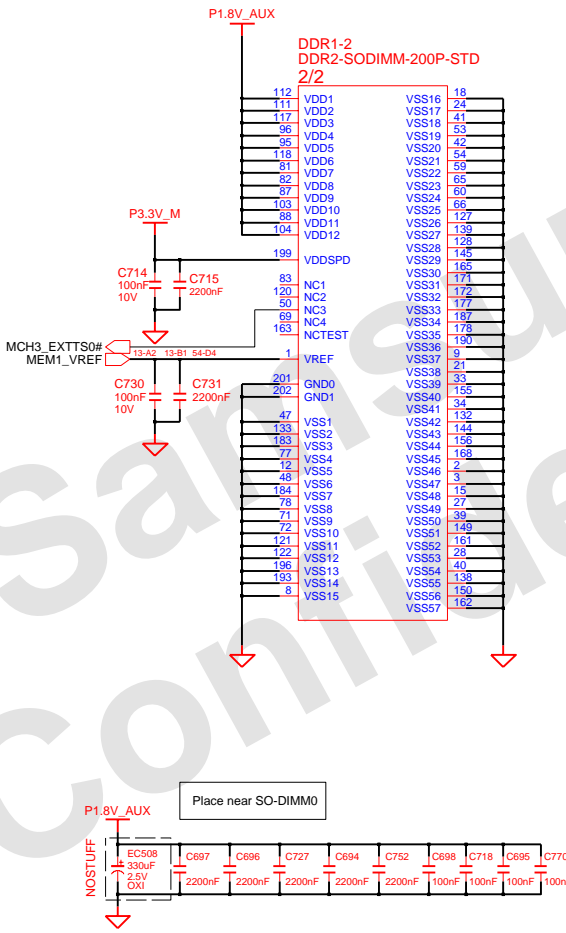 P1.8V_AUX
DDR1-2
DDR2-SODIMM-200P-STD
2/2
112 VDD1 VSS16 18
111 VDD2 VSS17 24
117 VDD3 VSS18 41
96 VDD4 VSS19 53
95 VDD5 VSS20 42
118 VDD6 VSS21 54
81 VDD7 VSS22 59
82 VDD8 VSS23 65
87 VDD9 VSS24 60
103 VDD10 VSS25 66
88 VDD11 VSS26 127
104 VDD12 VSS27 139
VSS28 128
P3.3V_M
199 VDDSPD VSS29 145
VSS30 165
C714 100nF 10V
C715 2200nF
83 NC1 VSS31 171
120 NC2 VSS32 172
50 NC3 VSS33 177
69 NC4 VSS34 187
163 NCTEST VSS35 178
VSS36 190
MCH3_EXTTS0#
MEM1_VREF 13-A2 13-B1 54-D4
1 VREF VSS37 9
VSS38 21
C730 100nF 10V
C731 2200nF
201 GND0 VSS39 33
202 GND1 VSS40 155
VSS41 34
47 VSS1 VSS42 132
133 VSS2 VSS43 144
183 VSS3 VSS44 156
77 VSS4 VSS45 168
12 VSS5 VSS46 2
48 VSS6 VSS47 3
184 VSS7 VSS48 15
78 VSS8 VSS49 27
71 VSS9 VSS50 39
72 VSS10 VSS51 149
121 VSS11 VSS52 161
122 VSS12 VSS53 28
196 VSS13 VSS54 40
193 VSS14 VSS55 138
8 VSS15 VSS56 150
VSS57 162
Place near SO-DIMM0
P1.8V_AUX
NOSTUFF
EC508 330uF 2.5V OXI
C697 C696 C727 C694 C752 C698 C718 C695 C770
2200nF 2200nF 2200nF 2200nF 2200nF 100nF 100nF 100nF 100n
Samsu
Confide